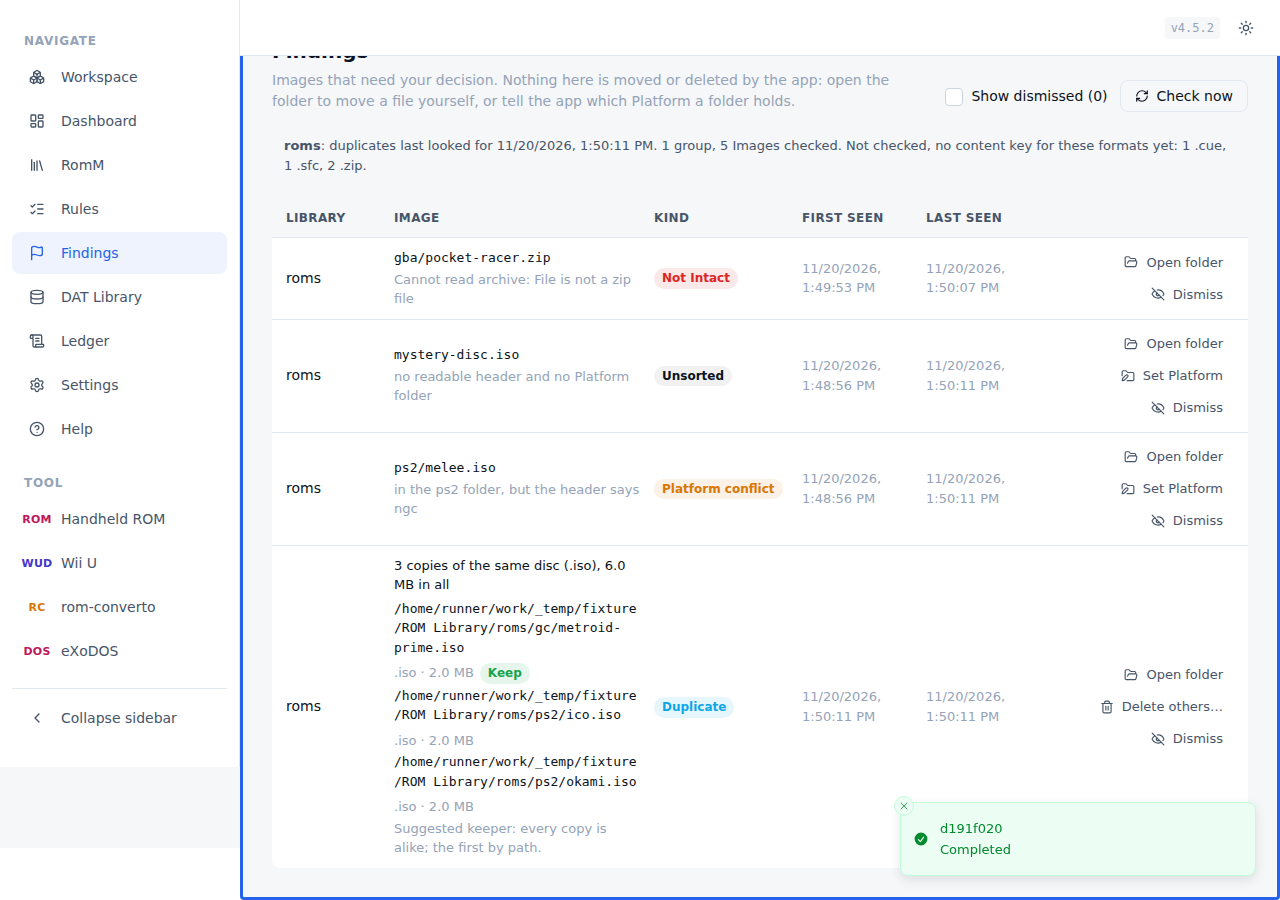 NAVIGATE
Workspace
Dashboard
RomM
Rules
Findings
DAT Library
Ledger
Settings
Help
TOOL
ROM Handheld ROM
WUD Wii U
RC rom-converto
DOS eXoDOS
Collapse sidebar
v4.5.2
Findings
Images that need your decision. Nothing here is moved or deleted by the app: open the
folder to move a file yourself, or tell the app which Platform a folder holds.
Show dismissed (0)
Check now
roms: duplicates last looked for 11/20/2026, 1:50:11 PM. 1 group, 5 Images checked. Not checked, no content key for these formats yet: 1 .cue,
1 .sfc, 2 .zip.
LIBRARY IMAGE KIND FIRST SEEN LAST SEEN
roms
gba/pocket-racer.zip
Cannot read archive: File is not a zip
file
Not Intact
11/20/2026,
1:49:53 PM
11/20/2026,
1:50:07 PM
Open folder
Dismiss
roms
mystery-disc.iso
no readable header and no Platform
folder
Unsorted
11/20/2026,
1:48:56 PM
11/20/2026,
1:50:11 PM
Open folder
Set Platform
Dismiss
roms
ps2/melee.iso
in the ps2 folder, but the header says
ngc
Platform conflict
11/20/2026,
1:48:56 PM
11/20/2026,
1:50:11 PM
Open folder
Set Platform
Dismiss
roms
3 copies of the same disc (.iso), 6.0
MB in all
/home/runner/work/_temp/fixture
/ROM Library/roms/gc/metroid-
prime.iso
.iso · 2.0 MB Keep
/home/runner/work/_temp/fixture
/ROM Library/roms/ps2/ico.iso
.iso · 2.0 MB
/home/runner/work/_temp/fixture
/ROM Library/roms/ps2/okami.iso
.iso · 2.0 MB
Suggested keeper: every copy is
alike; the first by path.
Duplicate
11/20/2026,
1:50:11 PM
11/20/2026,
1:50:11 PM
Open folder
Delete others…
Dismiss
d191f020
Completed